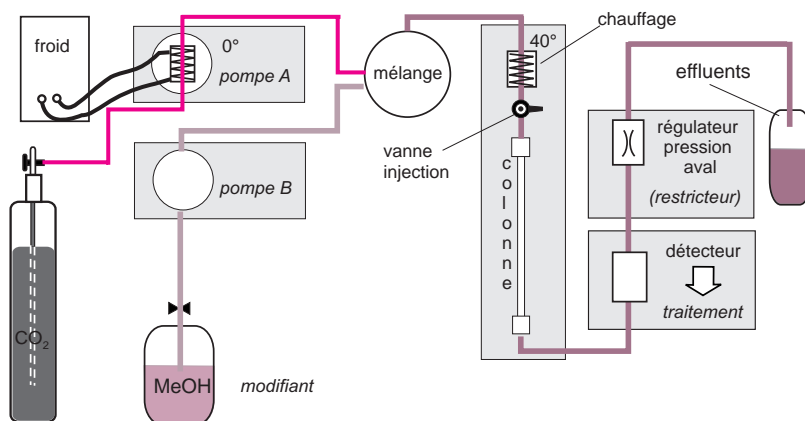 froid
0°
pompe A
mélange
40°
chauffage
effluents
vanne
injection
colonne
régulateur
pression
aval
(restricteur)
pompe B
détecteur
traitement
CO₂
MeOH
modifiant